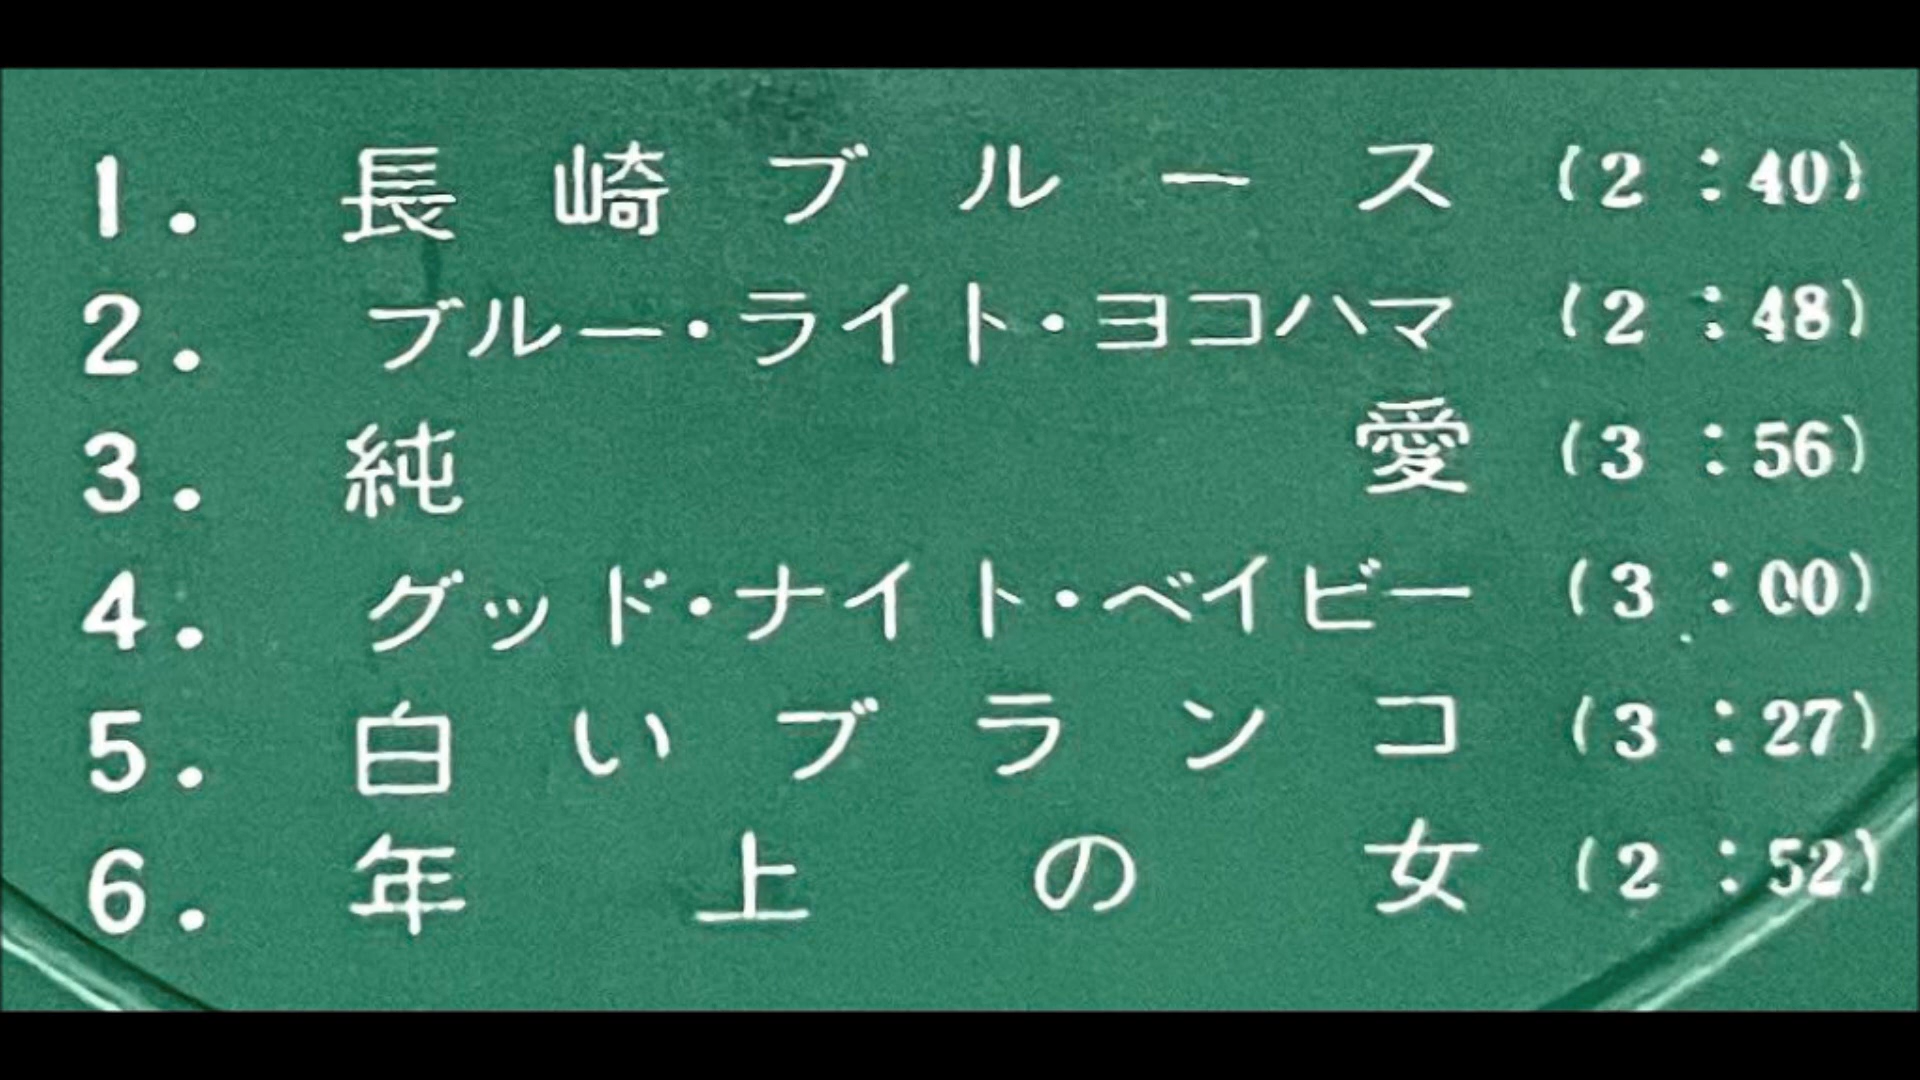 1. 長崎ブルース (2:40)
2. ブルー・ライト・ヨコハマ (2:48)
3. 純愛 (3:56)
4. グッド・ナイト・ベイビー (3:00)
5. 白いブランコ (3:27)
6. 年上の女 (2:52)